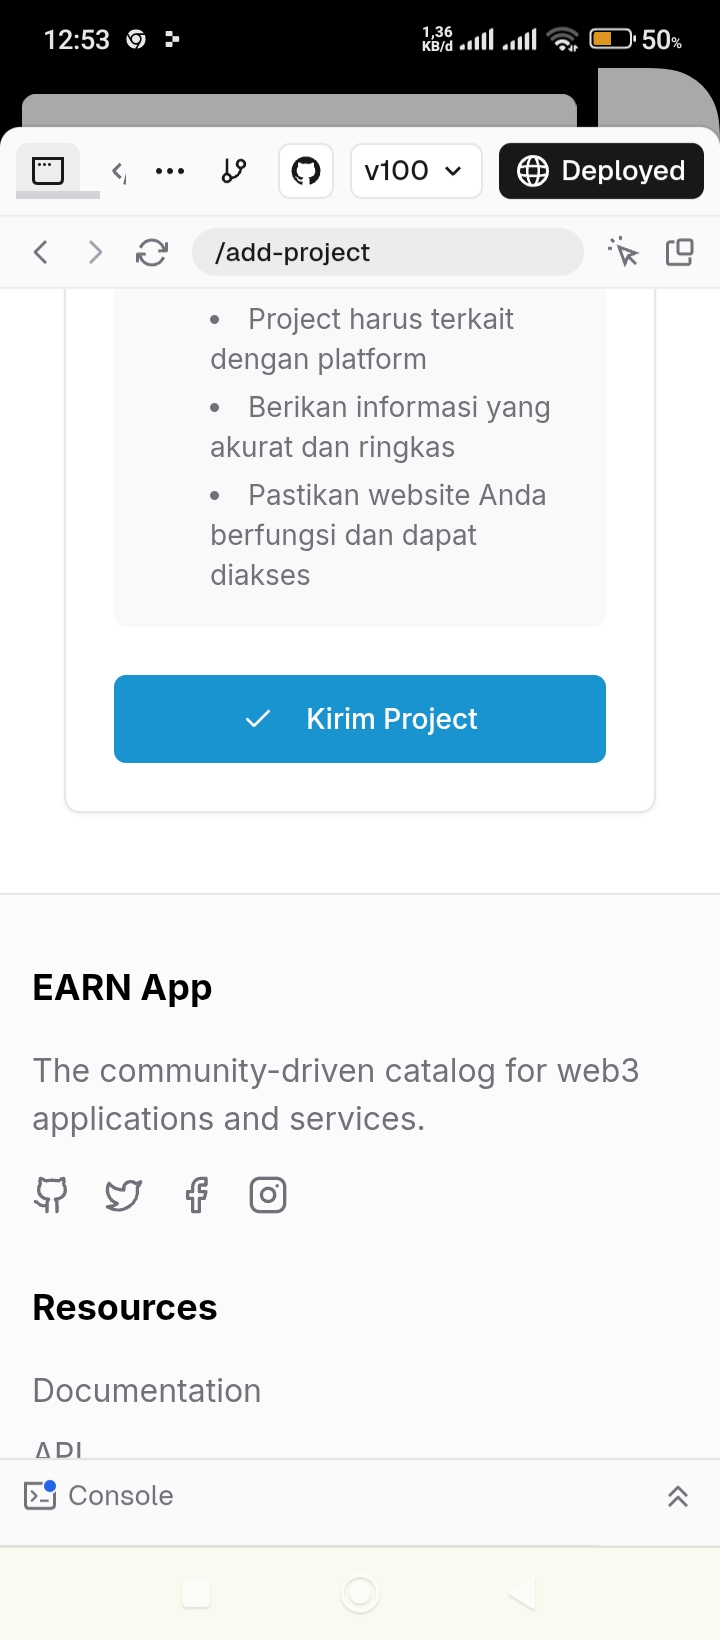 12:53
1,36
KB/d
50%
v100
Deployed
/add-project
• Project harus terkait
dengan platform
• Berikan informasi yang
akurat dan ringkas
• Pastikan website Anda
berfungsi dan dapat
diakses
Kirim Project
EARN App
The community-driven catalog for web3
applications and services.
Resources
Documentation
API
Console